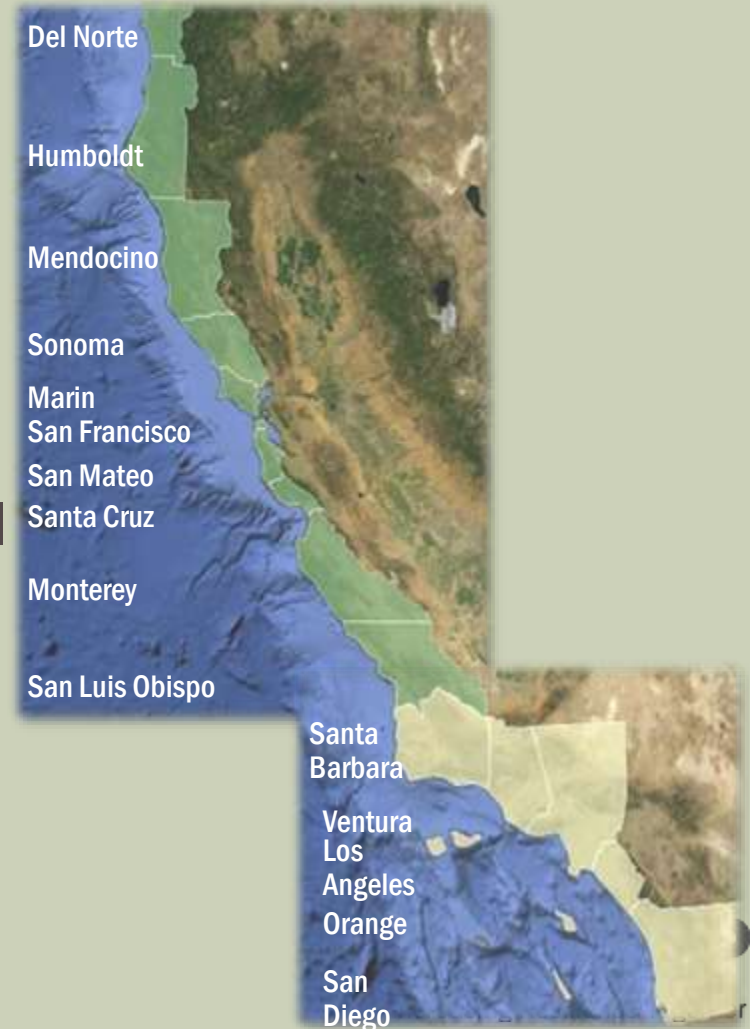 Del Norte
Humboldt
Mendocino
Sonoma
Marin
San Francisco
San Mateo
Santa Cruz
Monterey
San Luis Obispo
Santa
Barbara
Ventura
Los
Angeles
Orange
San
Diego